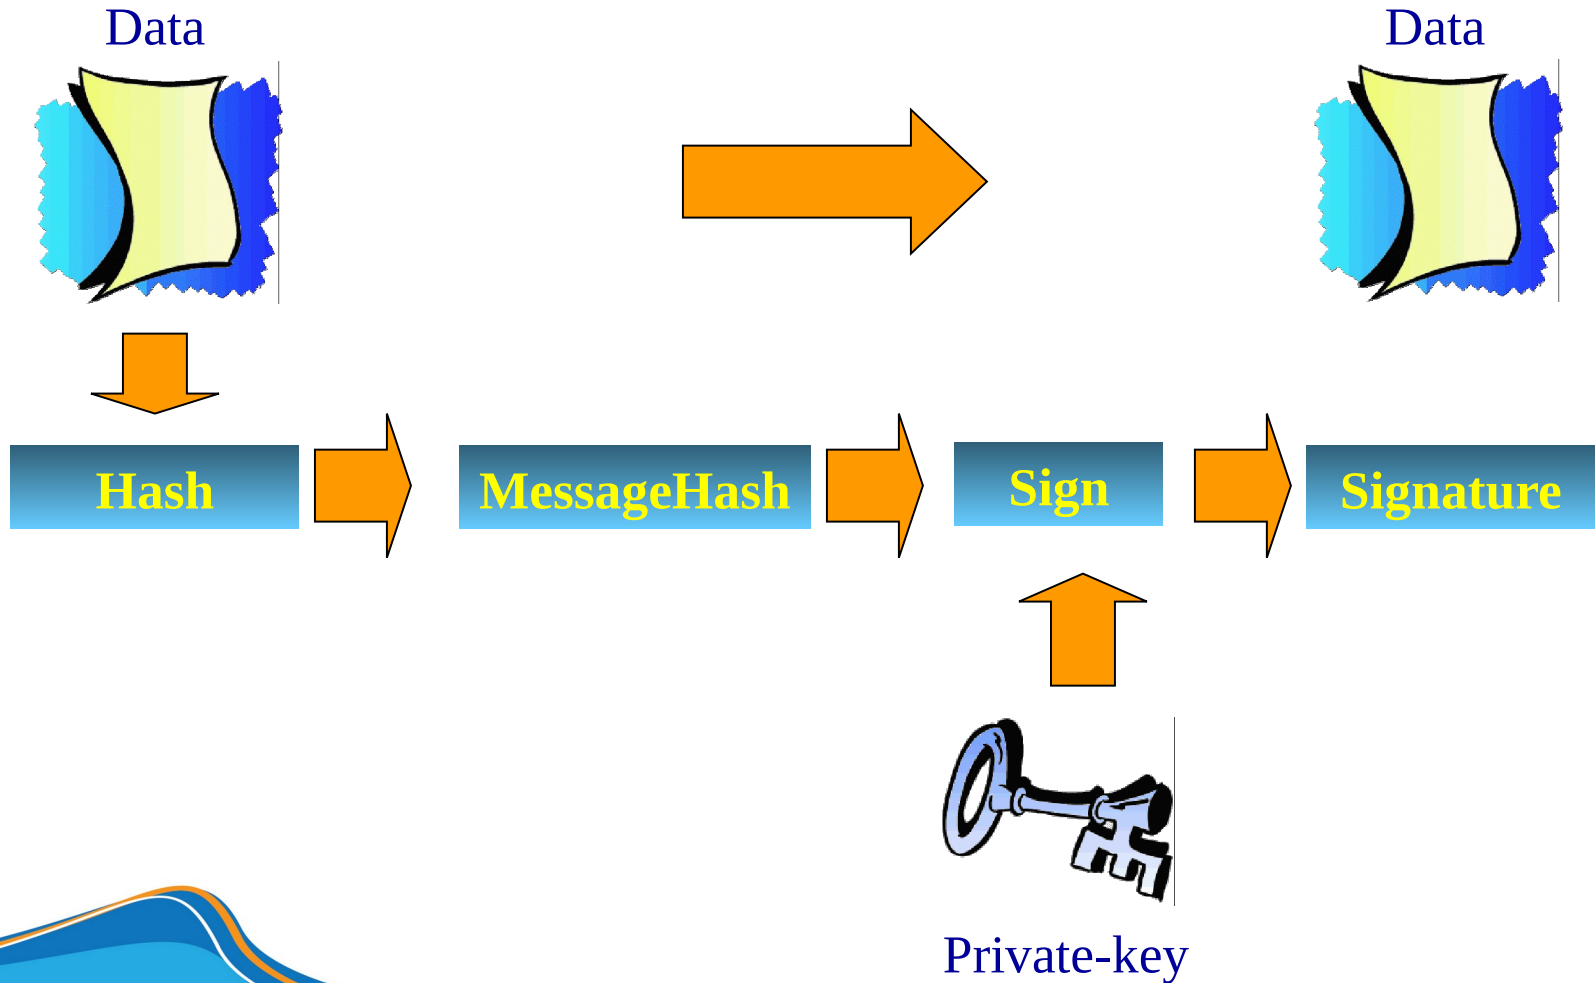 Data
Data
Hash
MessageHash
Sign
Signature
Private-key